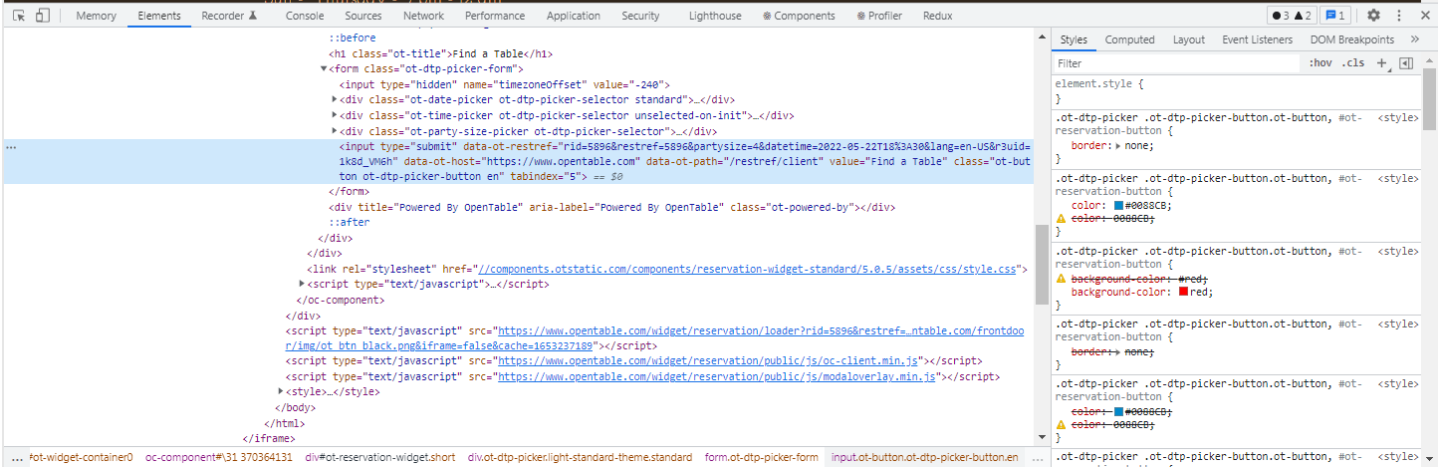 Memory Elements Recorder Console Sources Network Performance Application Security Lighthouse Components Profiler Redux 3 2 1
::before
<h1 class="ot-title">Find a Table</h1>
<form class="ot-dtp-picker-form">
<input type="hidden" name="timezoneOffset" value="-240">
<div class="ot-date-picker ot-dtp-picker-selector standard">…</div>
<div class="ot-time-picker ot-dtp-picker-selector unselected-on-init">…</div>
<div class="ot-party-size-picker ot-dtp-picker-selector">…</div>
… <input type="submit" data-ot-restref="rid=5896&restref=5896&partysize=4&datetime=2022-05-22T18%3A30&lang=en-US&r3uid=
1k8d_VM6h" data-ot-host="https://www.opentable.com" data-ot-path="/restref/client" value="Find a Table" class="ot-but
ton ot-dtp-picker-button en" tabindex="5"> == $0
</form>
<div title="Powered By OpenTable" aria-label="Powered By OpenTable" class="ot-powered-by"></div>
::after
</div>
</div>
<link rel="stylesheet" href="//components.otstatic.com/components/reservation-widget-standard/5.0.5/assets/css/style.css">
<script type="text/javascript">…</script>
</oc-component>
</div>
<script type="text/javascript" src="https://www.opentable.com/widget/reservation/loader?rid=5896&restref=…ntable.com/frontdoo
r/img/ot_btn_black.png&iframe=false&cache=1653237189"></script>
<script type="text/javascript" src="https://www.opentable.com/widget/reservation/public/js/oc-client.min.js"></script>
<script type="text/javascript" src="https://www.opentable.com/widget/reservation/public/js/modaloverlay.min.js"></script>
<style>…</style>
</body>
</html>
</iframe>
… #ot-widget-container0 oc-component#\31 370364131 div#ot-reservation-widget.short div.ot-dtp-picker.light-standard-theme.standard form.ot-dtp-picker-form input.ot-button.ot-dtp-picker-button.en …
Styles Computed Layout Event Listeners DOM Breakpoints »
Filter :hov .cls +
element.style {
}
.ot-dtp-picker .ot-dtp-picker-button.ot-button, #ot- <style>
reservation-button {
border: none;
}
.ot-dtp-picker .ot-dtp-picker-button.ot-button, #ot- <style>
reservation-button {
color: #0088CB;
color: 0088CB;
}
.ot-dtp-picker .ot-dtp-picker-button.ot-button, #ot- <style>
reservation-button {
background-color: #red;
background-color: red;
}
.ot-dtp-picker .ot-dtp-picker-button.ot-button, #ot- <style>
reservation-button {
border: none;
}
.ot-dtp-picker .ot-dtp-picker-button.ot-button, #ot- <style>
reservation-button {
color: #0088CB;
color: 0088CB;
}
.ot-dtp-picker .ot-dtp-picker-button.ot-button, #ot- <style>